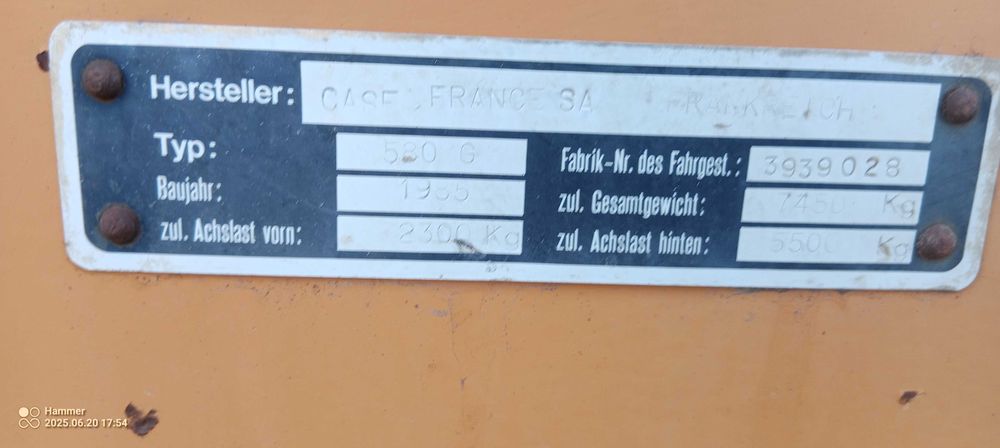 Hersteller: CASE FRANCE SA FRANKREICH
Typ: 580 G Fabrik-Nr. des Fahrgest.: 3939028
Baujahr: 1985 zul. Gesamtgewicht: 7450 Kg
zul. Achslast vorn: 2300 Kg zul. Achslast hinten: 5500 Kg
Hammer
2025.06.20 17:54